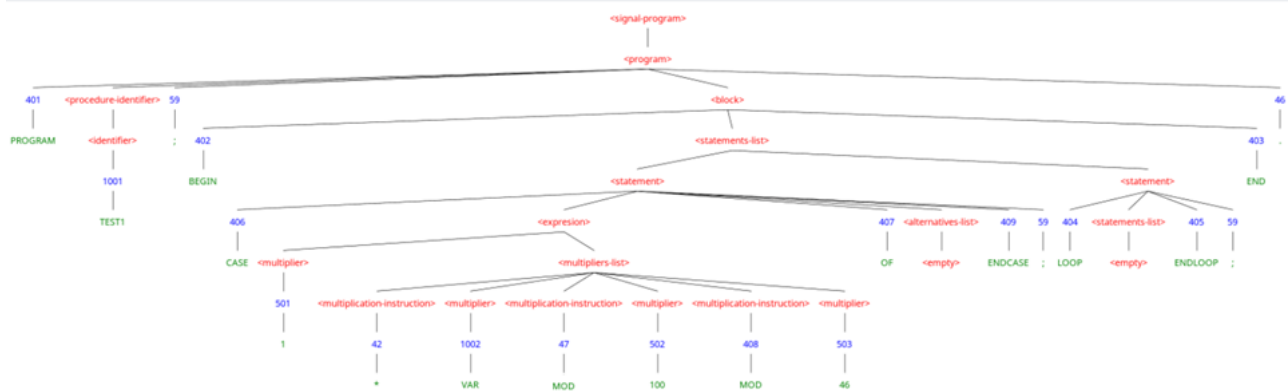 <signal-program>
<program>
401 <procedure-identifier> 59 <block> 46
PROGRAM <identifier> ; 402 <statements-list> 403 .
1001 BEGIN <statement> <statement> END
TEST1 406 <expresion> 407 <alternatives-list> 409 59 404 <statements-list> 405 59
CASE <multiplier> <multipliers-list> OF <empty> ENDCASE ; LOOP <empty> ENDLOOP ;
501 <multiplication-instruction> <multiplier> <multiplication-instruction> <multiplier> <multiplication-instruction> <multiplier>
1 42 1002 47 502 408 503
* VAR MOD 100 MOD 46